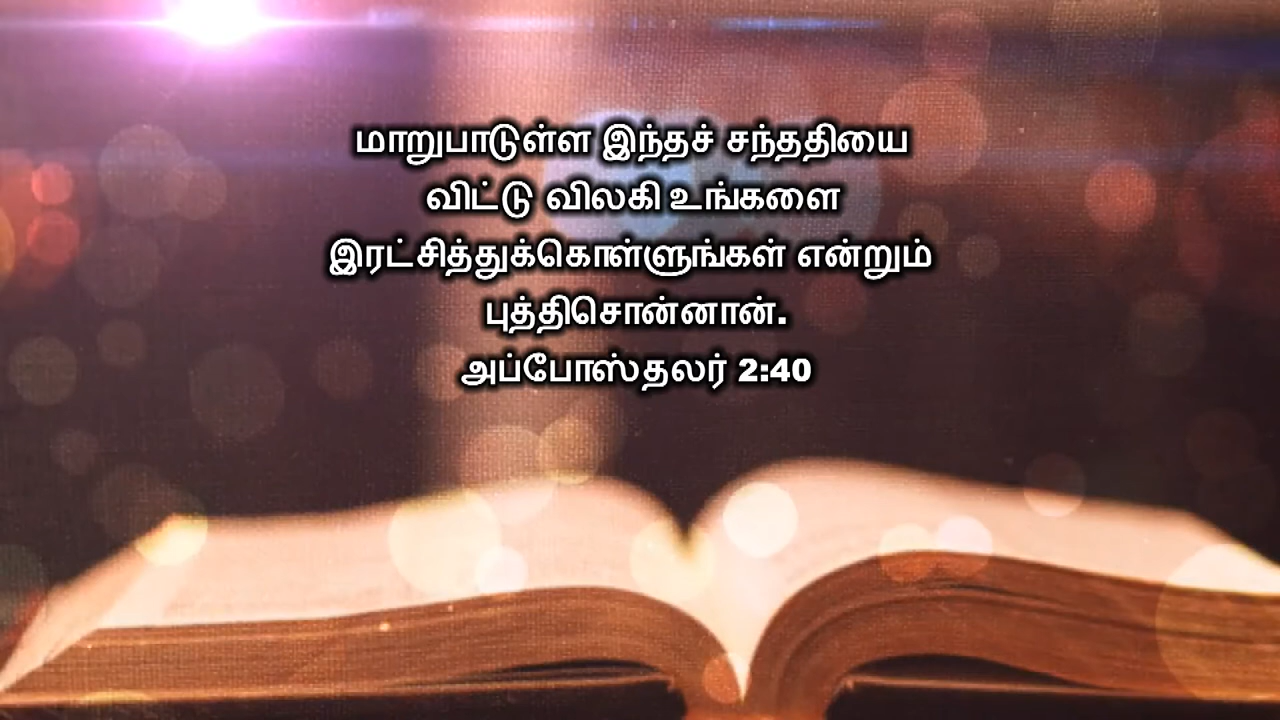 மாறுபாடுள்ள இந்தச் சந்ததியை
விட்டு விலகி உங்களை
இரட்சித்துக்கொள்ளுங்கள் என்றும்
புத்திசொன்னான்.
அப்போஸ்தலர் 2:40